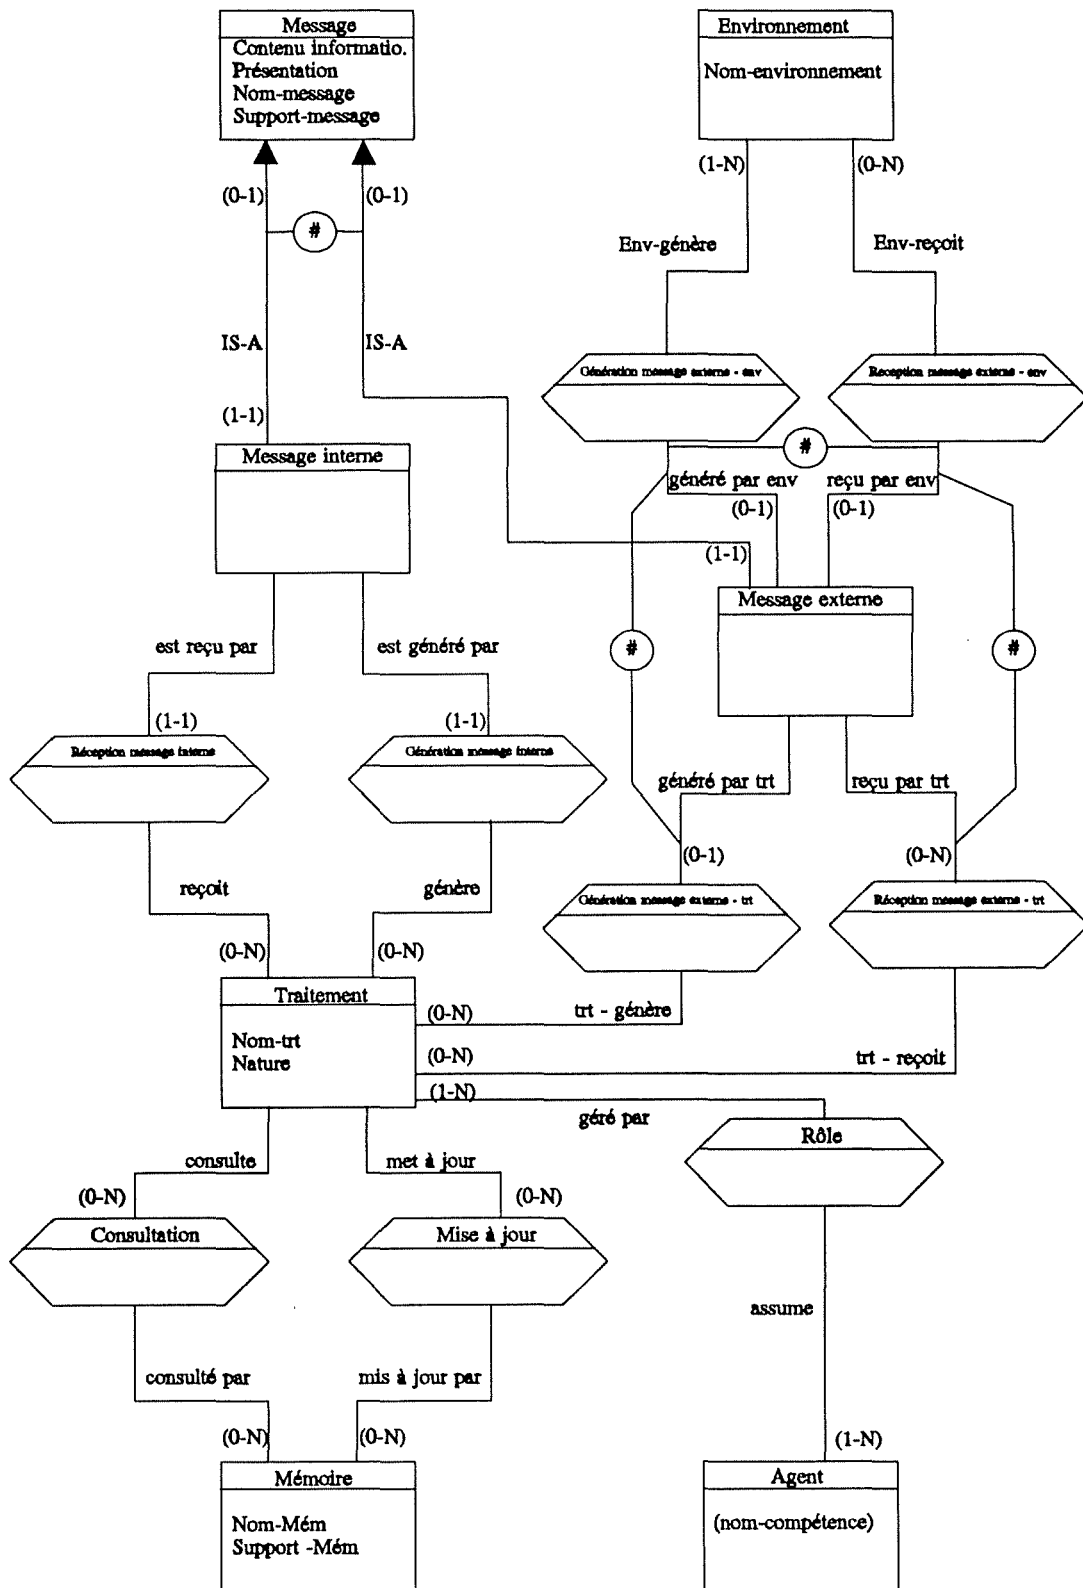 Message
Contenu informatio.
Présentation
Nom-message
Support-message
Environnement
Nom-environnement
(0-1)
(0-1)
#
(1-N)
(0-N)
Env-génère
Env-reçoit
IS-A
IS-A
(1-1)
Génération message externe - env
Réception message externe - env
#
Message interne
généré par env
reçu par env
(0-1)
(0-1)
(1-1)
Message externe
est reçu par
est généré par
#
#
(1-1)
(1-1)
Réception message interne
Génération message interne
généré par trt
reçu par trt
(0-1)
(0-N)
reçoit
génère
Génération message externe - trt
Réception message externe - trt
(0-N)
(0-N)
Traitement
Nom-trt
Nature
(0-N)
trt - génère
(0-N)
trt - reçoit
(1-N)
géré par
Rôle
consulte
met à jour
(0-N)
(0-N)
Consultation
Mise à jour
assume
consulté par
mis à jour par
(0-N)
(0-N)
(1-N)
Mémoire
Nom-Mém
Support -Mém
Agent
(nom-compétence)